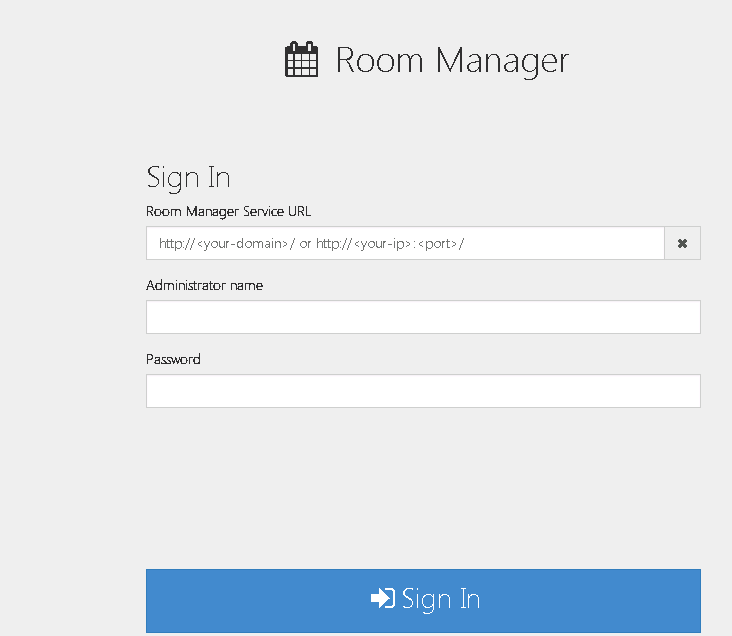 Room Manager
Sign In
Room Manager Service URL
http://<your-domain>/ or http://<your-ip>:<port>/
Administrator name
Password
Sign In